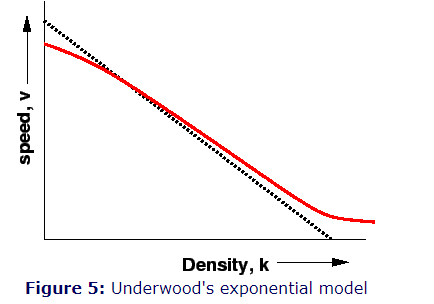 speed, v
Density, k
Figure 5: Underwood's exponential model